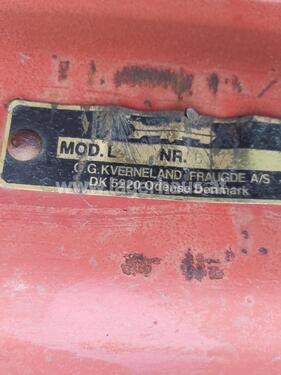 MOD. NR.
G.G. KVERNELAND FRAUGDE A/S
DK 5220 Odense Denmark